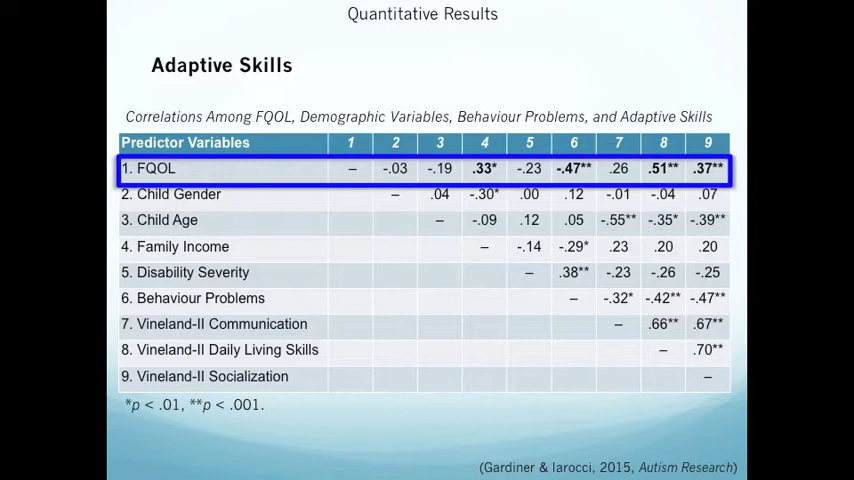 Quantitative Results
Adaptive Skills
Correlations Among FQOL, Demographic Variables, Behaviour Problems, and Adaptive Skills
Predictor Variables 1 2 3 4 5 6 7 8 9
1. FQOL – -.03 -.19 .33* -.23 -.47** .26 .51** .37**
2. Child Gender – .04 -.30* .00 .12 -.01 -.04 .07
3. Child Age – -.09 .12 .05 -.55** -.35* -.39**
4. Family Income – -.14 -.29* .23 .20 .20
5. Disability Severity – .38** -.23 -.26 -.25
6. Behaviour Problems – -.32* -.42** -.47**
7. Vineland-II Communication – .66** .67**
8. Vineland-II Daily Living Skills – .70**
9. Vineland-II Socialization –
*p < .01, **p < .001.
(Gardiner & Iarocci, 2015, Autism Research)